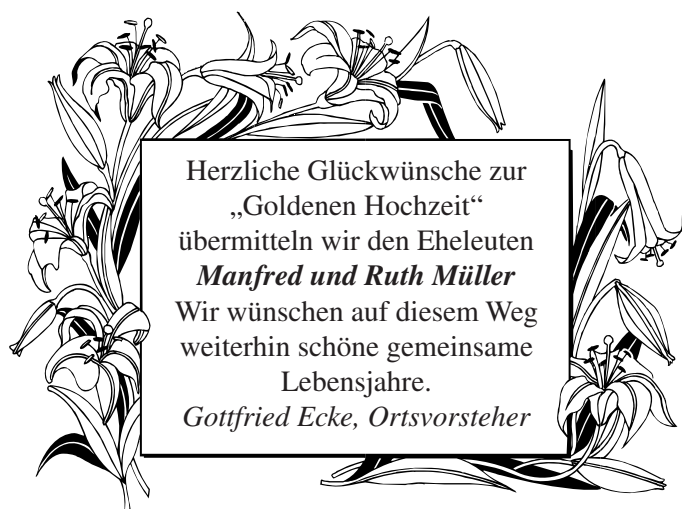 Herzliche Glückwünsche zur
„Goldenen Hochzeit“
übermitteln wir den Eheleuten
Manfred und Ruth Müller
Wir wünschen auf diesem Weg
weiterhin schöne gemeinsame
Lebensjahre.
Gottfried Ecke, Ortsvorsteher